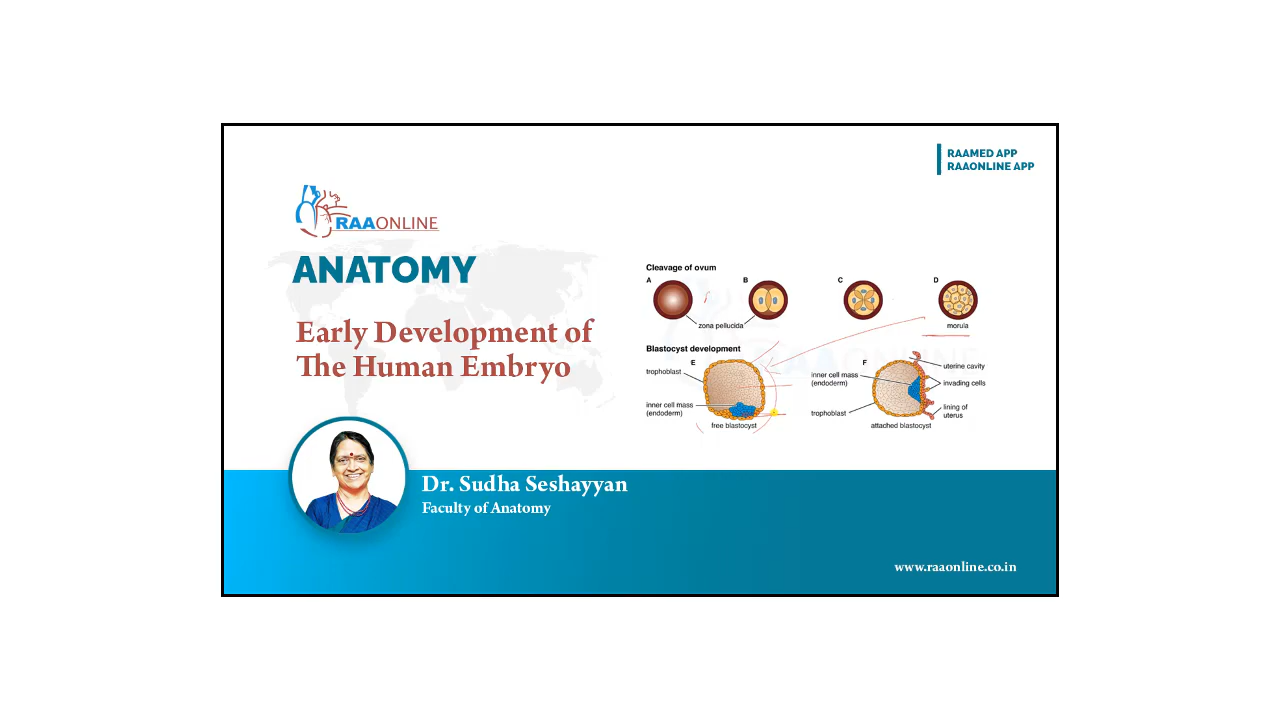 RAAMED APP
RAAONLINE APP
RAAONLINE
ANATOMY
Early Development of
The Human Embryo
Cleavage of ovum
A
B
C
D
zona pellucida
morula
Blastocyst development
E
F
trophoblast
inner cell mass
(endoderm)
free blastocyst
inner cell mass
(endoderm)
trophoblast
attached blastocyst
uterine cavity
invading cells
lining of
uterus
Dr. Sudha Seshayyan
Faculty of Anatomy
www.raaonline.co.in